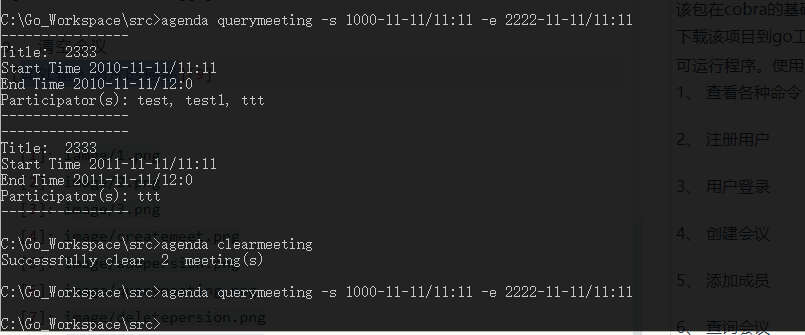 C:\Go_Workspace\src>agenda querymeeting -s 1000-11-11/11:11 -e 2222-11-11/11:11
----------------
Title:  2333
Start Time 2010-11-11/11:11
End Time 2010-11-11/12:0
Participator(s): test, test1, ttt
----------------
----------------
Title:  2333
Start Time 2011-11-11/11:11
End Time 2011-11-11/12:0
Participator(s): ttt
----------------
C:\Go_Workspace\src>agenda clearmeeting
Successfully clear  2  meeting(s)
C:\Go_Workspace\src>agenda querymeeting -s 1000-11-11/11:11 -e 2222-11-11/11:11
C:\Go_Workspace\src>
image/deletepersion.png
该包在cobra的基础
下载该项目到go工
可运行程序。使用
1、 查看各种命令
2、 注册用户
3、 用户登录
4、 创建会议
5、 添加成员
6、 查询会议